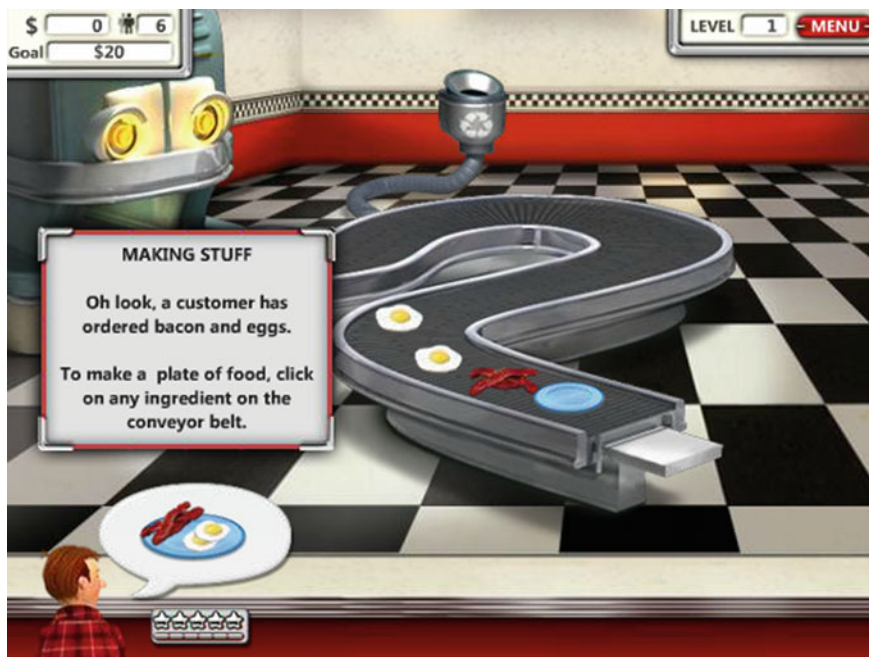 $ 0 6
Goal $20
LEVEL 1 MENU
MAKING STUFF
Oh look, a customer has
ordered bacon and eggs.
To make a plate of food, click
on any ingredient on the
conveyor belt.